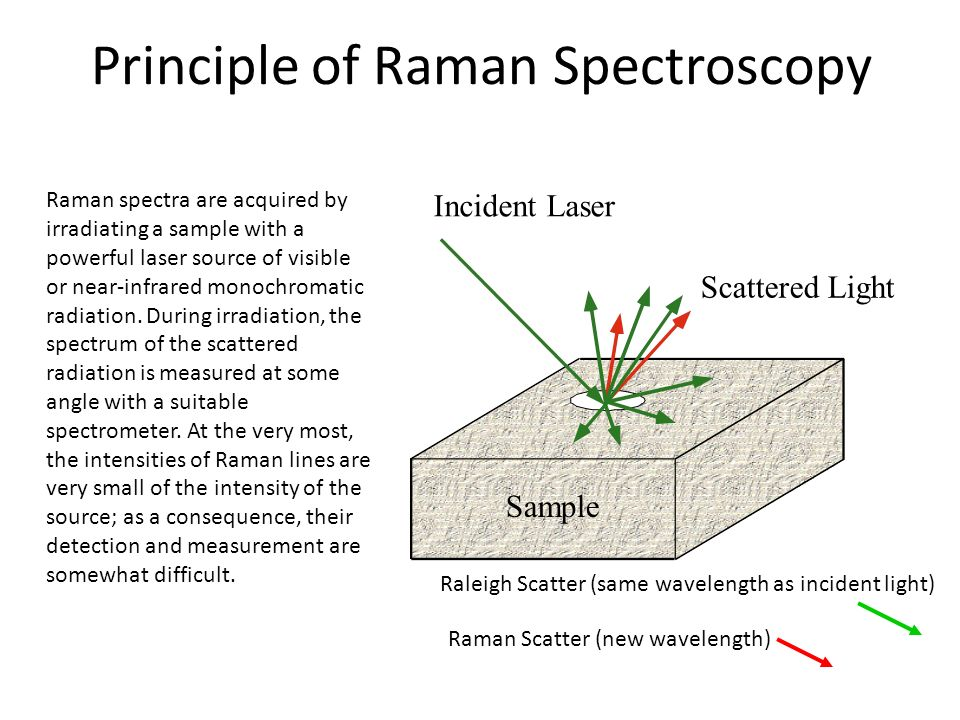 Principle of Raman Spectroscopy
Raman spectra are acquired by
irradiating a sample with a
powerful laser source of visible
or near-infrared monochromatic
radiation. During irradiation, the
spectrum of the scattered
radiation is measured at some
angle with a suitable
spectrometer. At the very most,
the intensities of Raman lines are
very small of the intensity of the
source; as a consequence, their
detection and measurement are
somewhat difficult.
Incident Laser
Scattered Light
Sample
Raleigh Scatter (same wavelength as incident light)
Raman Scatter (new wavelength)